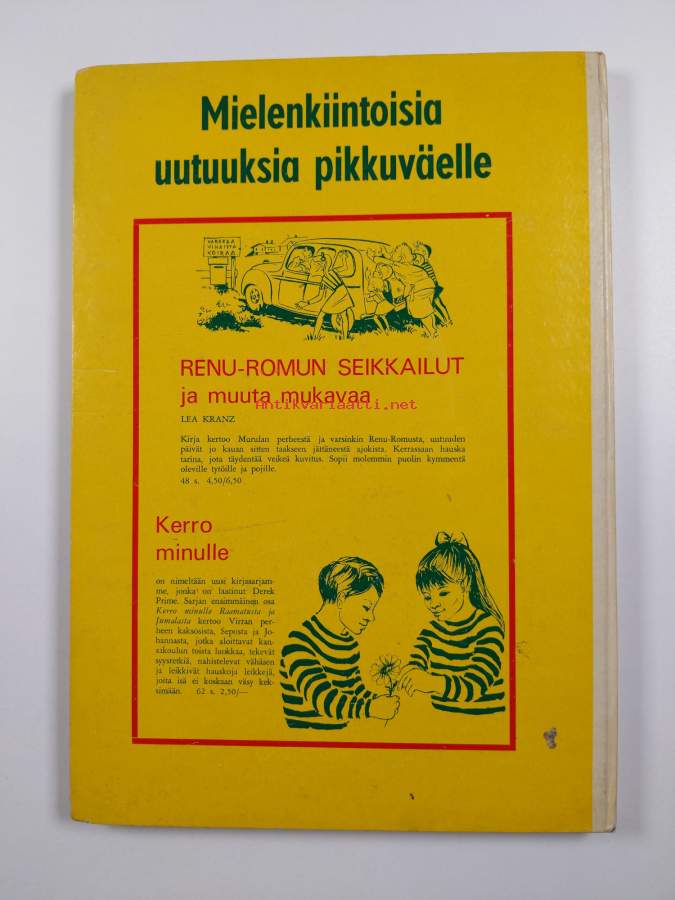 Mielenkiintoisia
uutuuksia pikkuväelle
VAROKAA
VIHAISTA
KOIRAA
RENU-ROMUN SEIKKAILUT
ja muuta mukavaa
Antikvariaatti.net
LEA KRANZ
Kirja kertoo Murulan perheestä ja varsinkin Renu-Romusta, uutuuden
päivät jo kauan sitten taakseen jättäneestä ajokista. Kerrassaan hauska
tarina, jota täydentää veikeä kuvitus. Sopii molemmin puolin kymmentä
oleville tytöille ja pojille.
48 s. 4,50/6,50
Kerro
minulle
on nimeltään uusi kirjasarjam-
me, jonka on laatinut Derek
Prime. Sarjan ensimmäinen osa
Kerro minulle Raamatusta ja
Jumalasta kertoo Virran per-
heen kaksosista, Seposta ja Jo-
hannasta, jotka aloittavat kan-
sakoulun toista luokkaa, tekevät
syysretkiä, nahistelevat vähäsen
ja leikkivät hauskoja leikkejä,
joita isä ei koskaan väsy kek-
simään. 62 s. 2,50/—